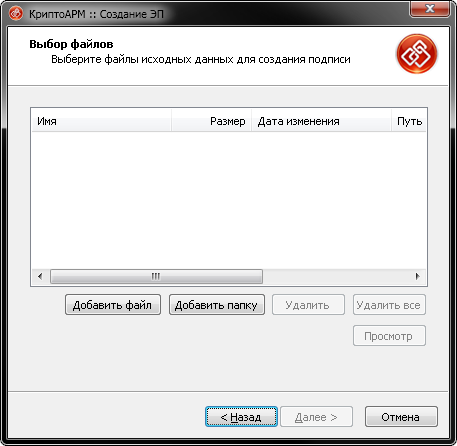 КриптоАРМ :: Создание ЭП
Выбор файлов
Выберите файлы исходных данных для создания подписи
Имя Размер Дата изменения Путь
Добавить файл Добавить папку Удалить Удалить все
Просмотр
< Назад Далее > Отмена